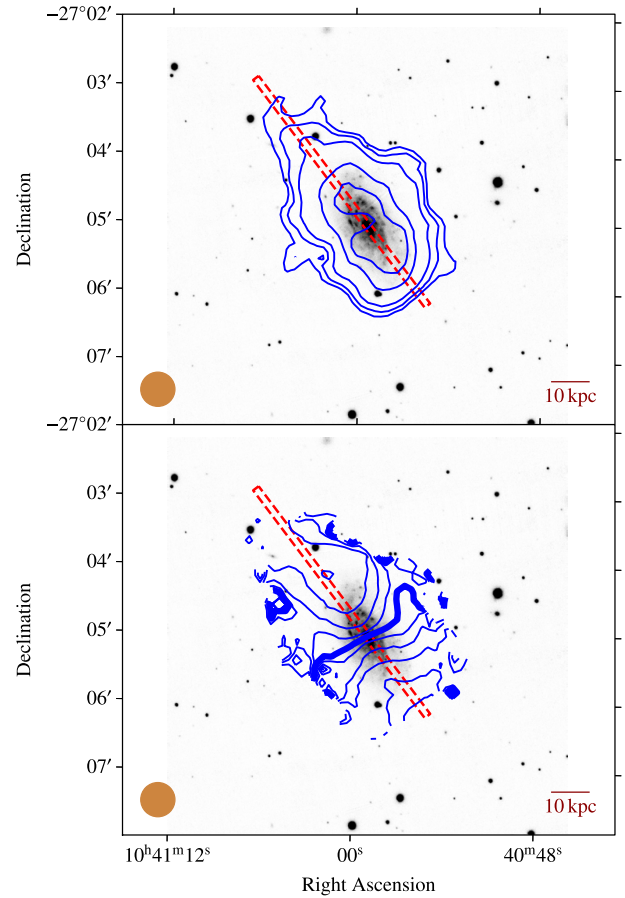 −27°02′
03′
04′
05′
06′
07′
Declination
10 kpc
−27°02′
03′
04′
05′
06′
07′
Declination
10 kpc
10ʰ41ᵐ12ˢ
00ˢ
40ᵐ48ˢ
Right Ascension